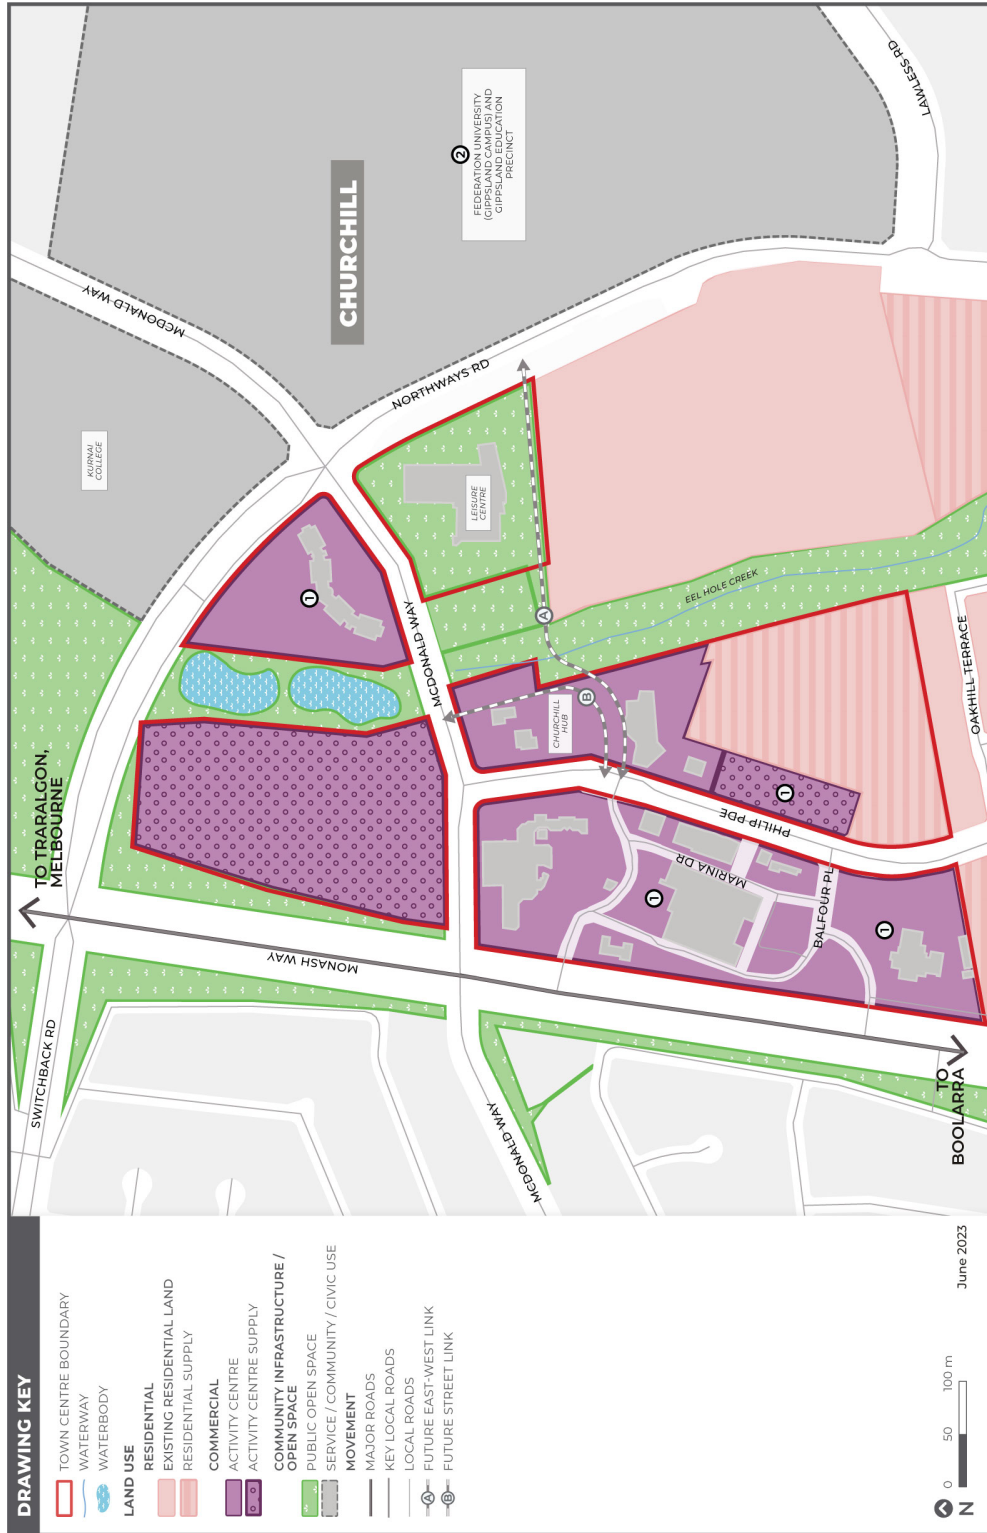 DRAWING KEY
TOWN CENTRE BOUNDARY
WATERWAY
WATERBODY
LAND USE
RESIDENTIAL
EXISTING RESIDENTIAL LAND
RESIDENTIAL SUPPLY
COMMERCIAL
ACTIVITY CENTRE
ACTIVITY CENTRE SUPPLY
COMMUNITY INFRASTRUCTURE /
OPEN SPACE
PUBLIC OPEN SPACE
SERVICE / COMMUNITY / CIVIC USE
MOVEMENT
MAJOR ROADS
KEY LOCAL ROADS
LOCAL ROADS
A FUTURE EAST-WEST LINK
B FUTURE STREET LINK
N
0 50 100 m
June 2023
SWITCHBACK RD
TO TRARALGON,
MELBOURNE
MONASH WAY
MCDONALD WAY
TO
BOOLARRA
KURNAI
COLLEGE
MCDONALD WAY
CHURCHILL
2
FEDERATION UNIVERSITY
(GIPPSLAND CAMPUS) AND
GIPPSLAND EDUCATION
PRECINCT
LAWLESS RD
NORTHWAYS RD
1
MCDONALD WAY
LEISURE
CENTRE
A
B
CHURCHILL
HUB
EEL HOLE CREEK
PHILIP PDE
1
MARINA DR
1
BALFOUR PL
1
OAKHILL TERRACE